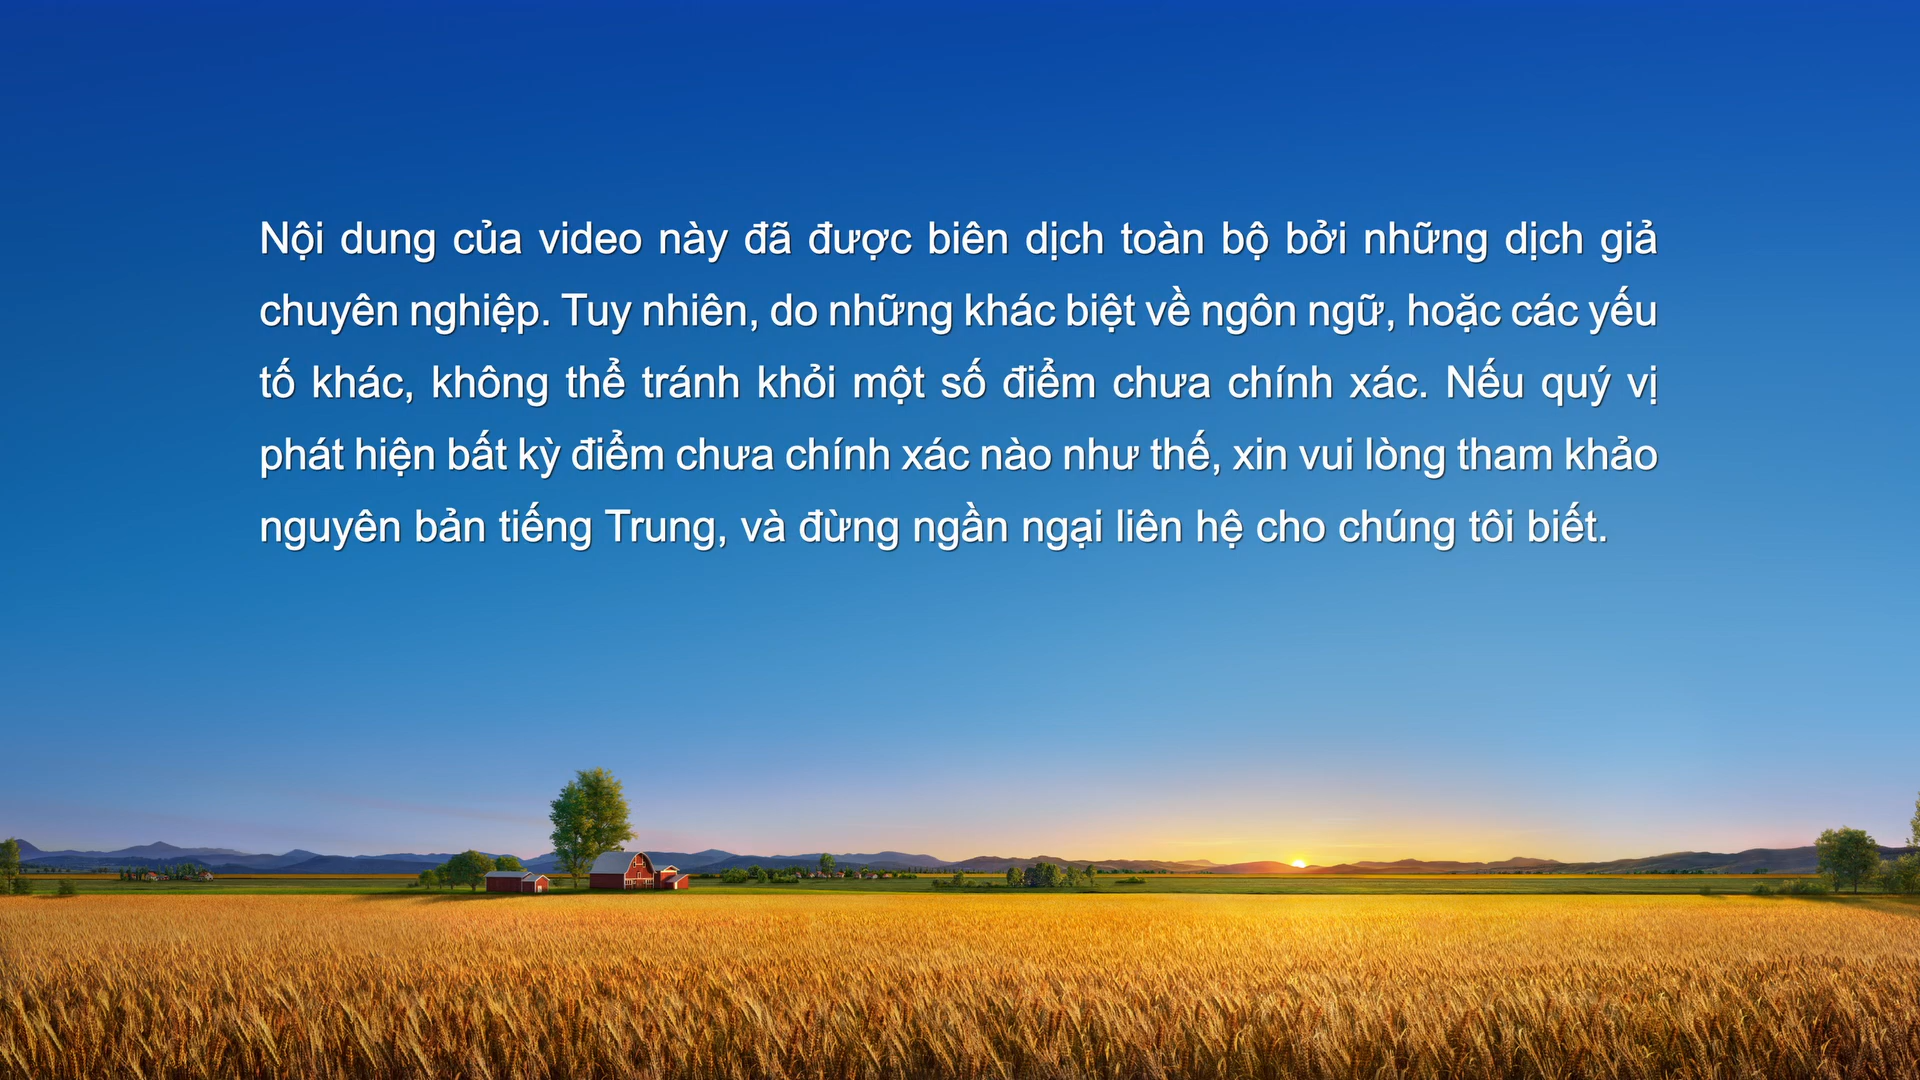 Nội dung của video này đã được biên dịch toàn bộ bởi những dịch giả
chuyên nghiệp. Tuy nhiên, do những khác biệt về ngôn ngữ, hoặc các yếu
tố khác, không thể tránh khỏi một số điểm chưa chính xác. Nếu quý vị
phát hiện bất kỳ điểm chưa chính xác nào như thế, xin vui lòng tham khảo
nguyên bản tiếng Trung, và đừng ngần ngại liên hệ cho chúng tôi biết.